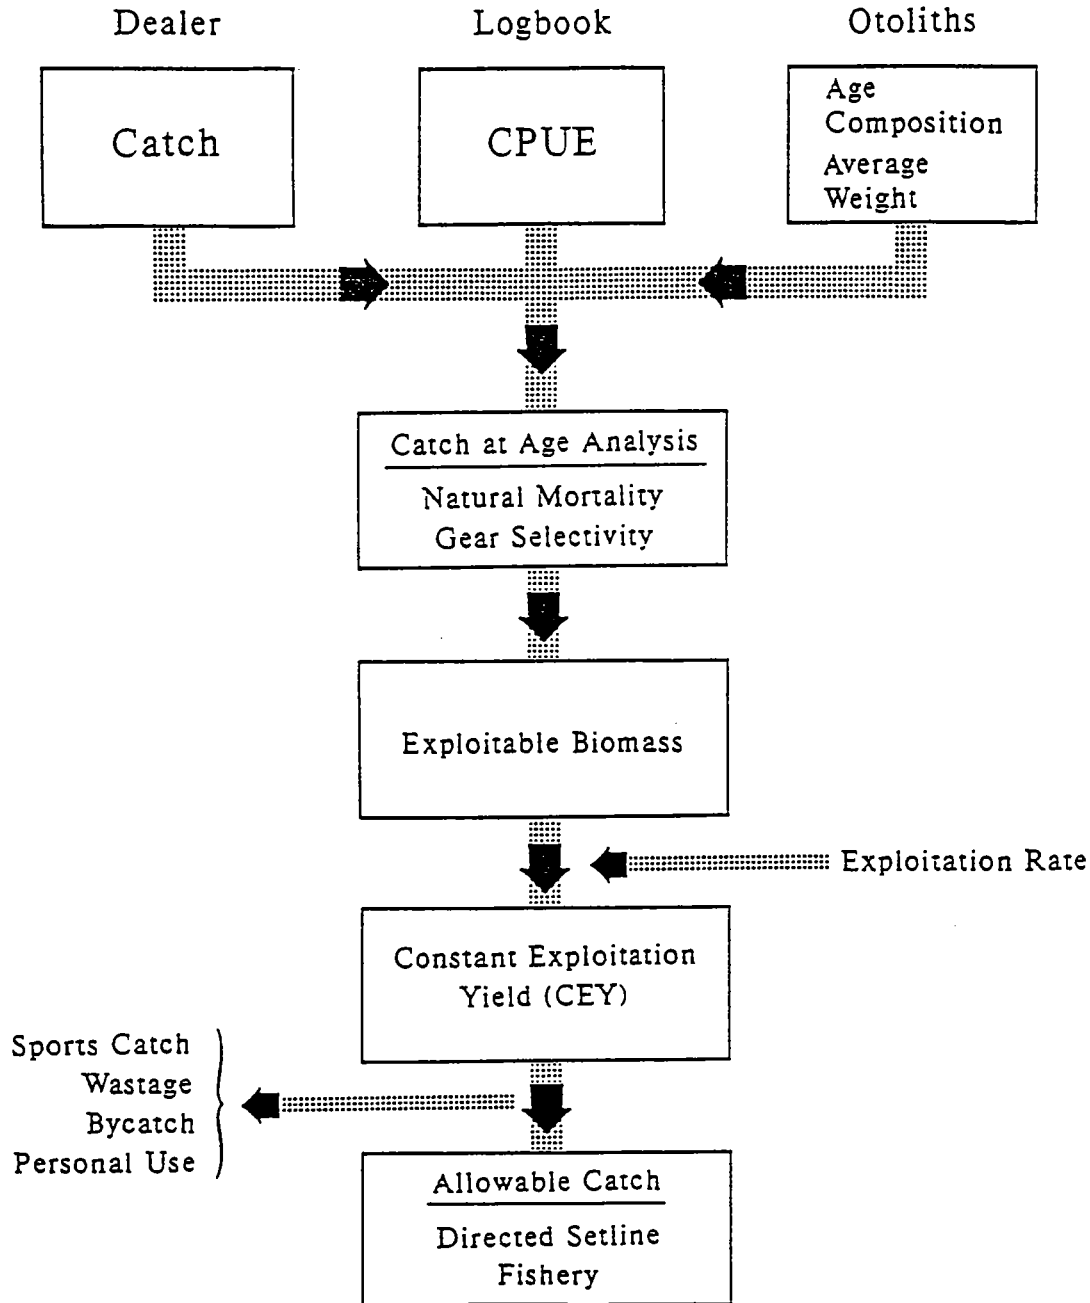 Dealer
Logbook
Otoliths
Catch
CPUE
Age
Composition
Average
Weight
Catch at Age Analysis
Natural Mortality
Gear Selectivity
Exploitable Biomass
Exploitation Rate
Constant Exploitation
Yield (CEY)
Sports Catch
Wastage
Bycatch
Personal Use
Allowable Catch
Directed Setline
Fishery